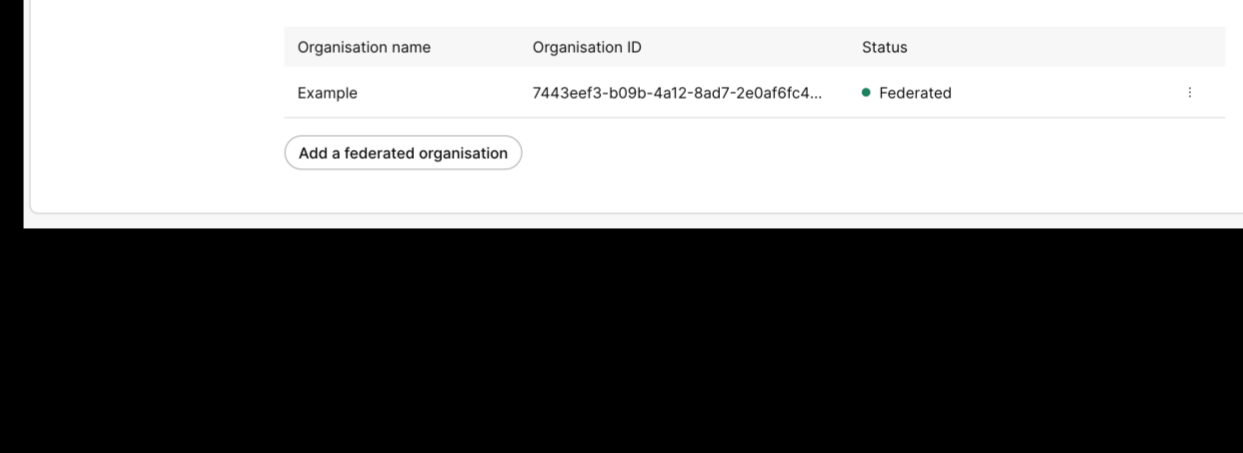 Organisation name Organisation ID Status
Example 7443eef3-b09b-4a12-8ad7-2e0af6fc4... Federated
Add a federated organisation